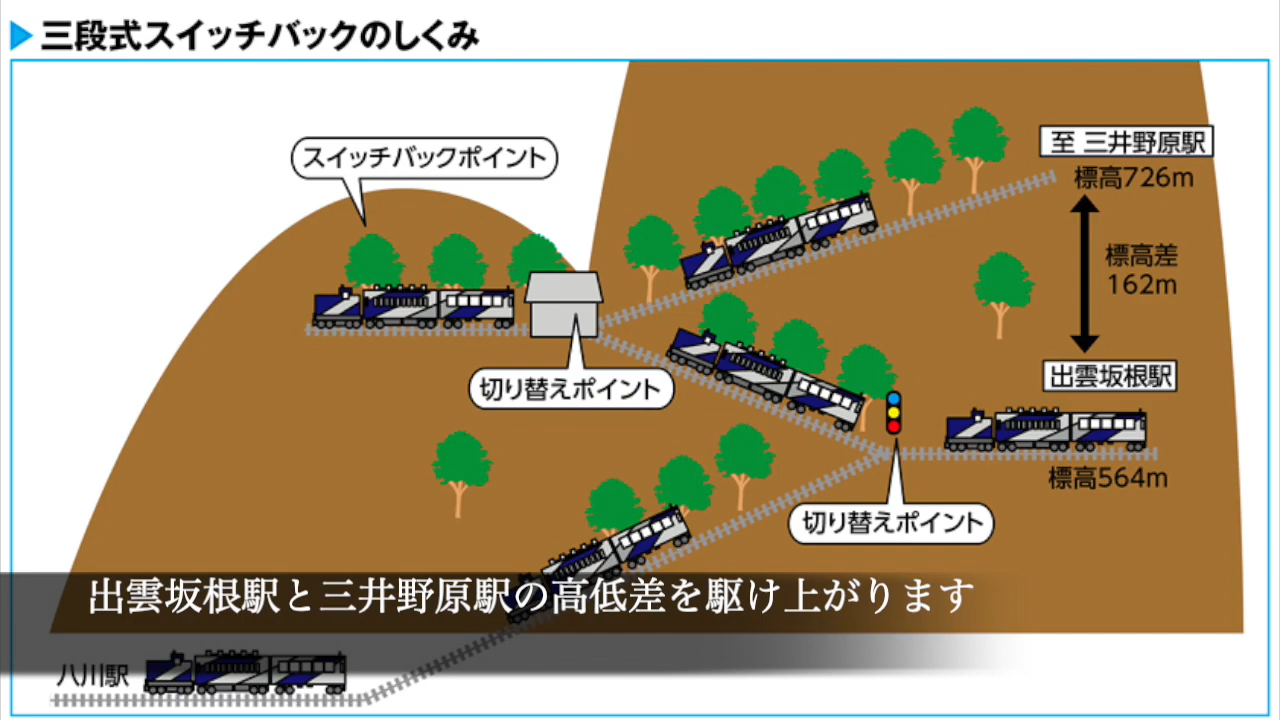 三段式スイッチバックのしくみ
スイッチバックポイント
至 三井野原駅
標高726m
標高差
162m
切り替えポイント
出雲坂根駅
標高564m
切り替えポイント
出雲坂根駅と三井野原駅の高低差を駆け上がります
八川駅